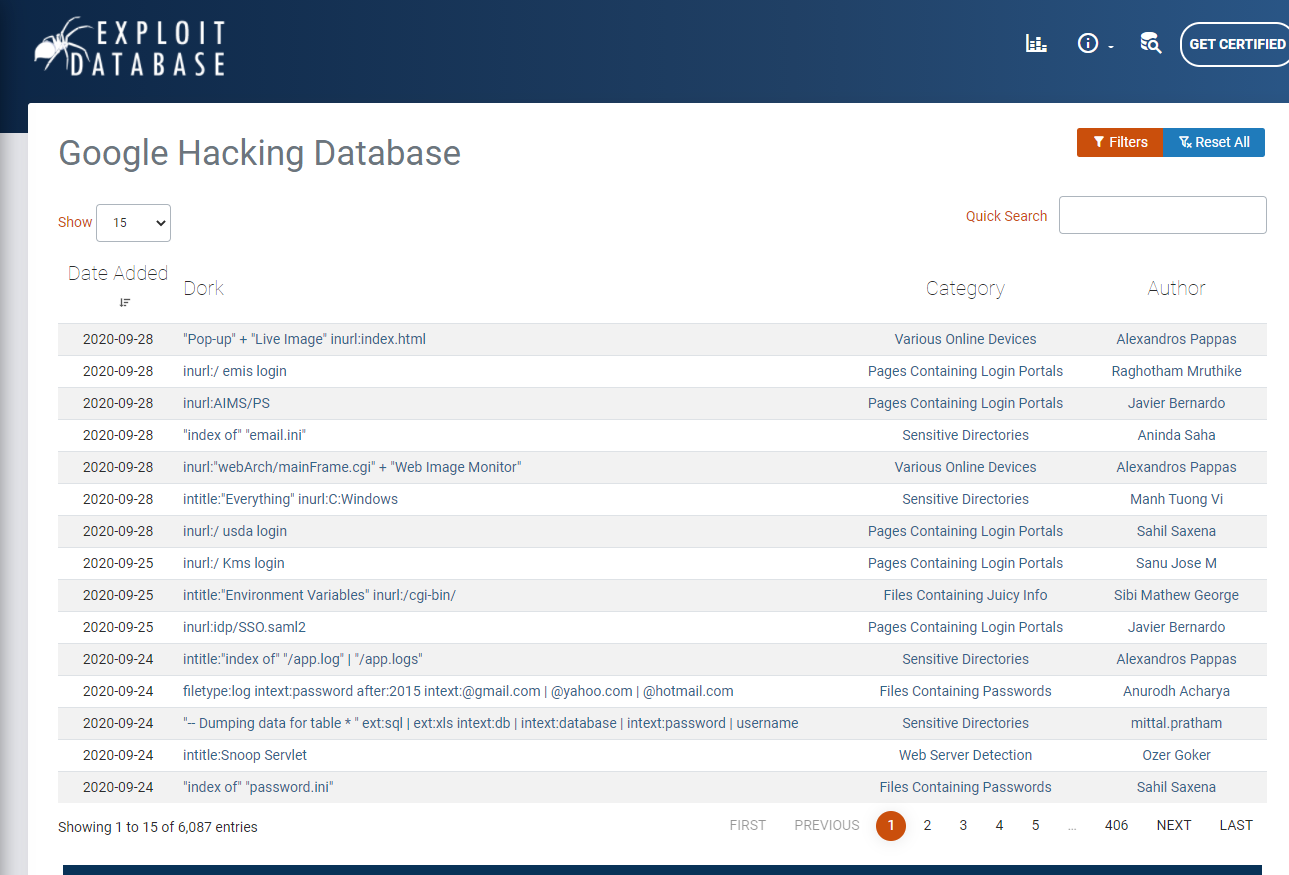 EXPLOIT
DATABASE
GET CERTIFIED
Google Hacking Database
Filters Reset All
Show 15 Quick Search
Date Added Dork Category Author
2020-09-28 "Pop-up" + "Live Image" inurl:index.html Various Online Devices Alexandros Pappas
2020-09-28 inurl:/ emis login Pages Containing Login Portals Raghotham Mruthike
2020-09-28 inurl:AIMS/PS Pages Containing Login Portals Javier Bernardo
2020-09-28 "index of" "email.ini" Sensitive Directories Aninda Saha
2020-09-28 inurl:"webArch/mainFrame.cgi" + "Web Image Monitor" Various Online Devices Alexandros Pappas
2020-09-28 intitle:"Everything" inurl:C:Windows Sensitive Directories Manh Tuong Vi
2020-09-28 inurl:/ usda login Pages Containing Login Portals Sahil Saxena
2020-09-25 inurl:/ Kms login Pages Containing Login Portals Sanu Jose M
2020-09-25 intitle:"Environment Variables" inurl:/cgi-bin/ Files Containing Juicy Info Sibi Mathew George
2020-09-25 inurl:idp/SSO.saml2 Pages Containing Login Portals Javier Bernardo
2020-09-24 intitle:"index of" "/app.log" | "/app.logs" Sensitive Directories Alexandros Pappas
2020-09-24 filetype:log intext:password after:2015 intext:@gmail.com | @yahoo.com | @hotmail.com Files Containing Passwords Anurodh Acharya
2020-09-24 "-- Dumping data for table * " ext:sql | ext:xls intext:db | intext:database | intext:password | username Sensitive Directories mittal.pratham
2020-09-24 intitle:Snoop Servlet Web Server Detection Ozer Goker
2020-09-24 "index of" "password.ini" Files Containing Passwords Sahil Saxena
Showing 1 to 15 of 6,087 entries FIRST PREVIOUS 1 2 3 4 5 … 406 NEXT LAST